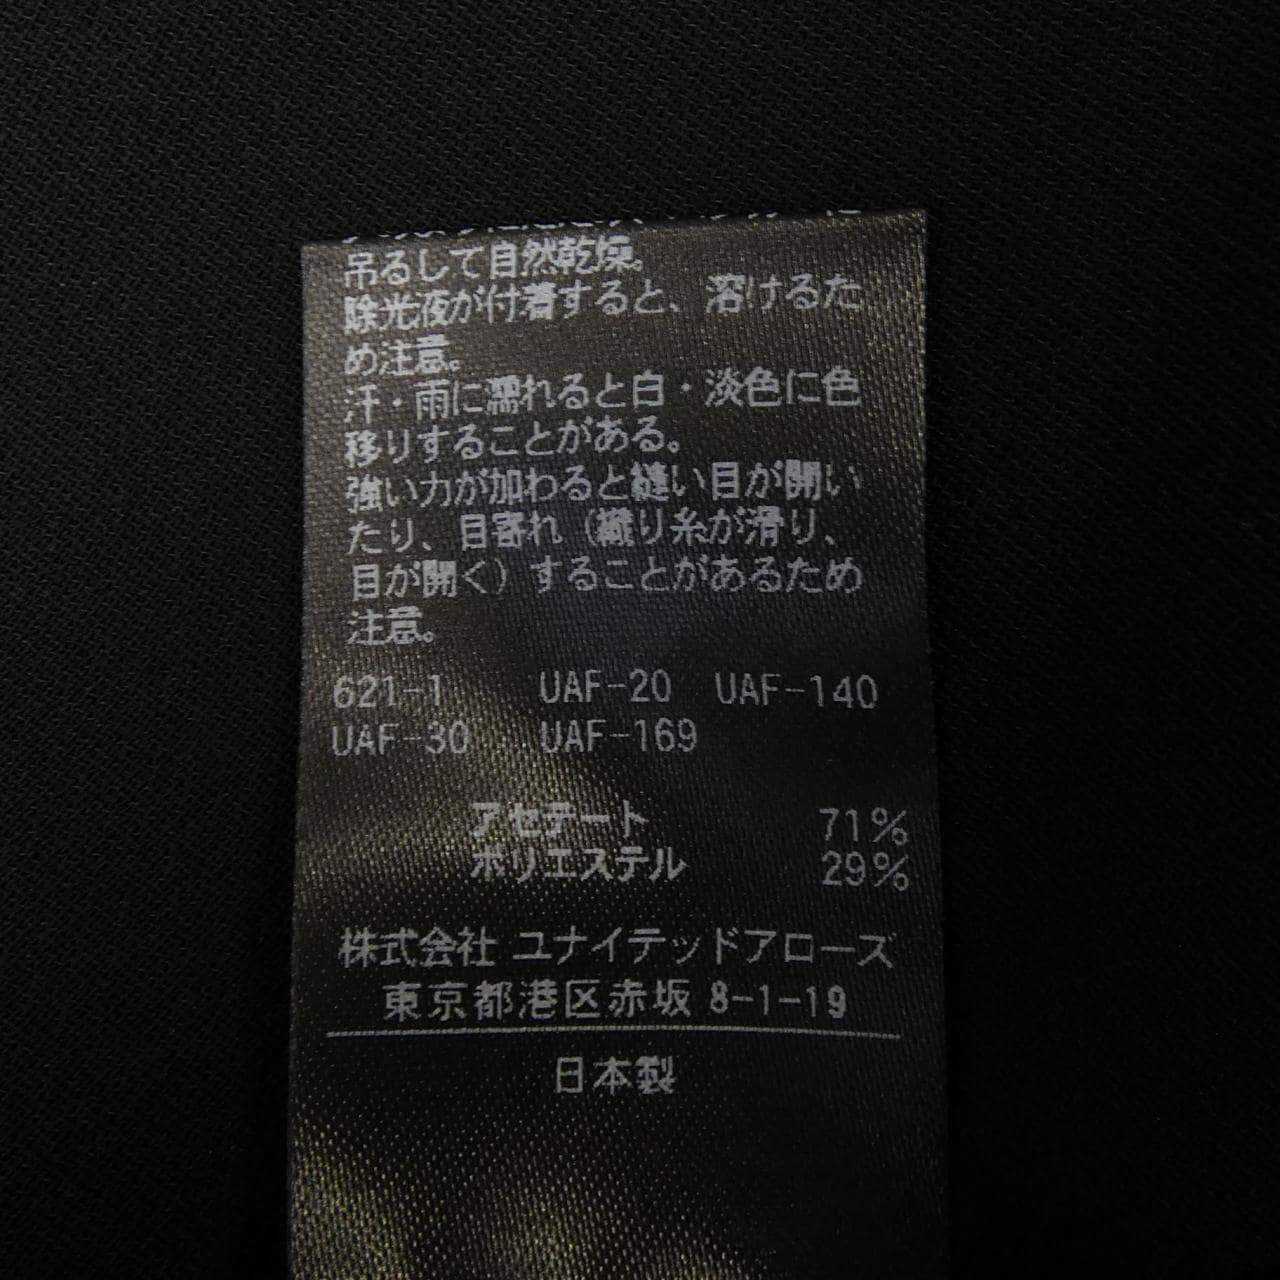 吊るして自然乾燥。
除光液が付着すると、溶けるた
め注意。
汗・雨に濡れると白・淡色に色
移りすることがある。
強い力が加わると縫い目が開い
たり、目寄れ（織り糸が滑り、
目が開く）することがあるため
注意。
621-1 UAF-20 UAF-140
UAF-30 UAF-169
アセテート 71%
ポリエステル 29%
株式会社 ユナイテッドアローズ
東京都港区赤坂 8-1-19
日本製